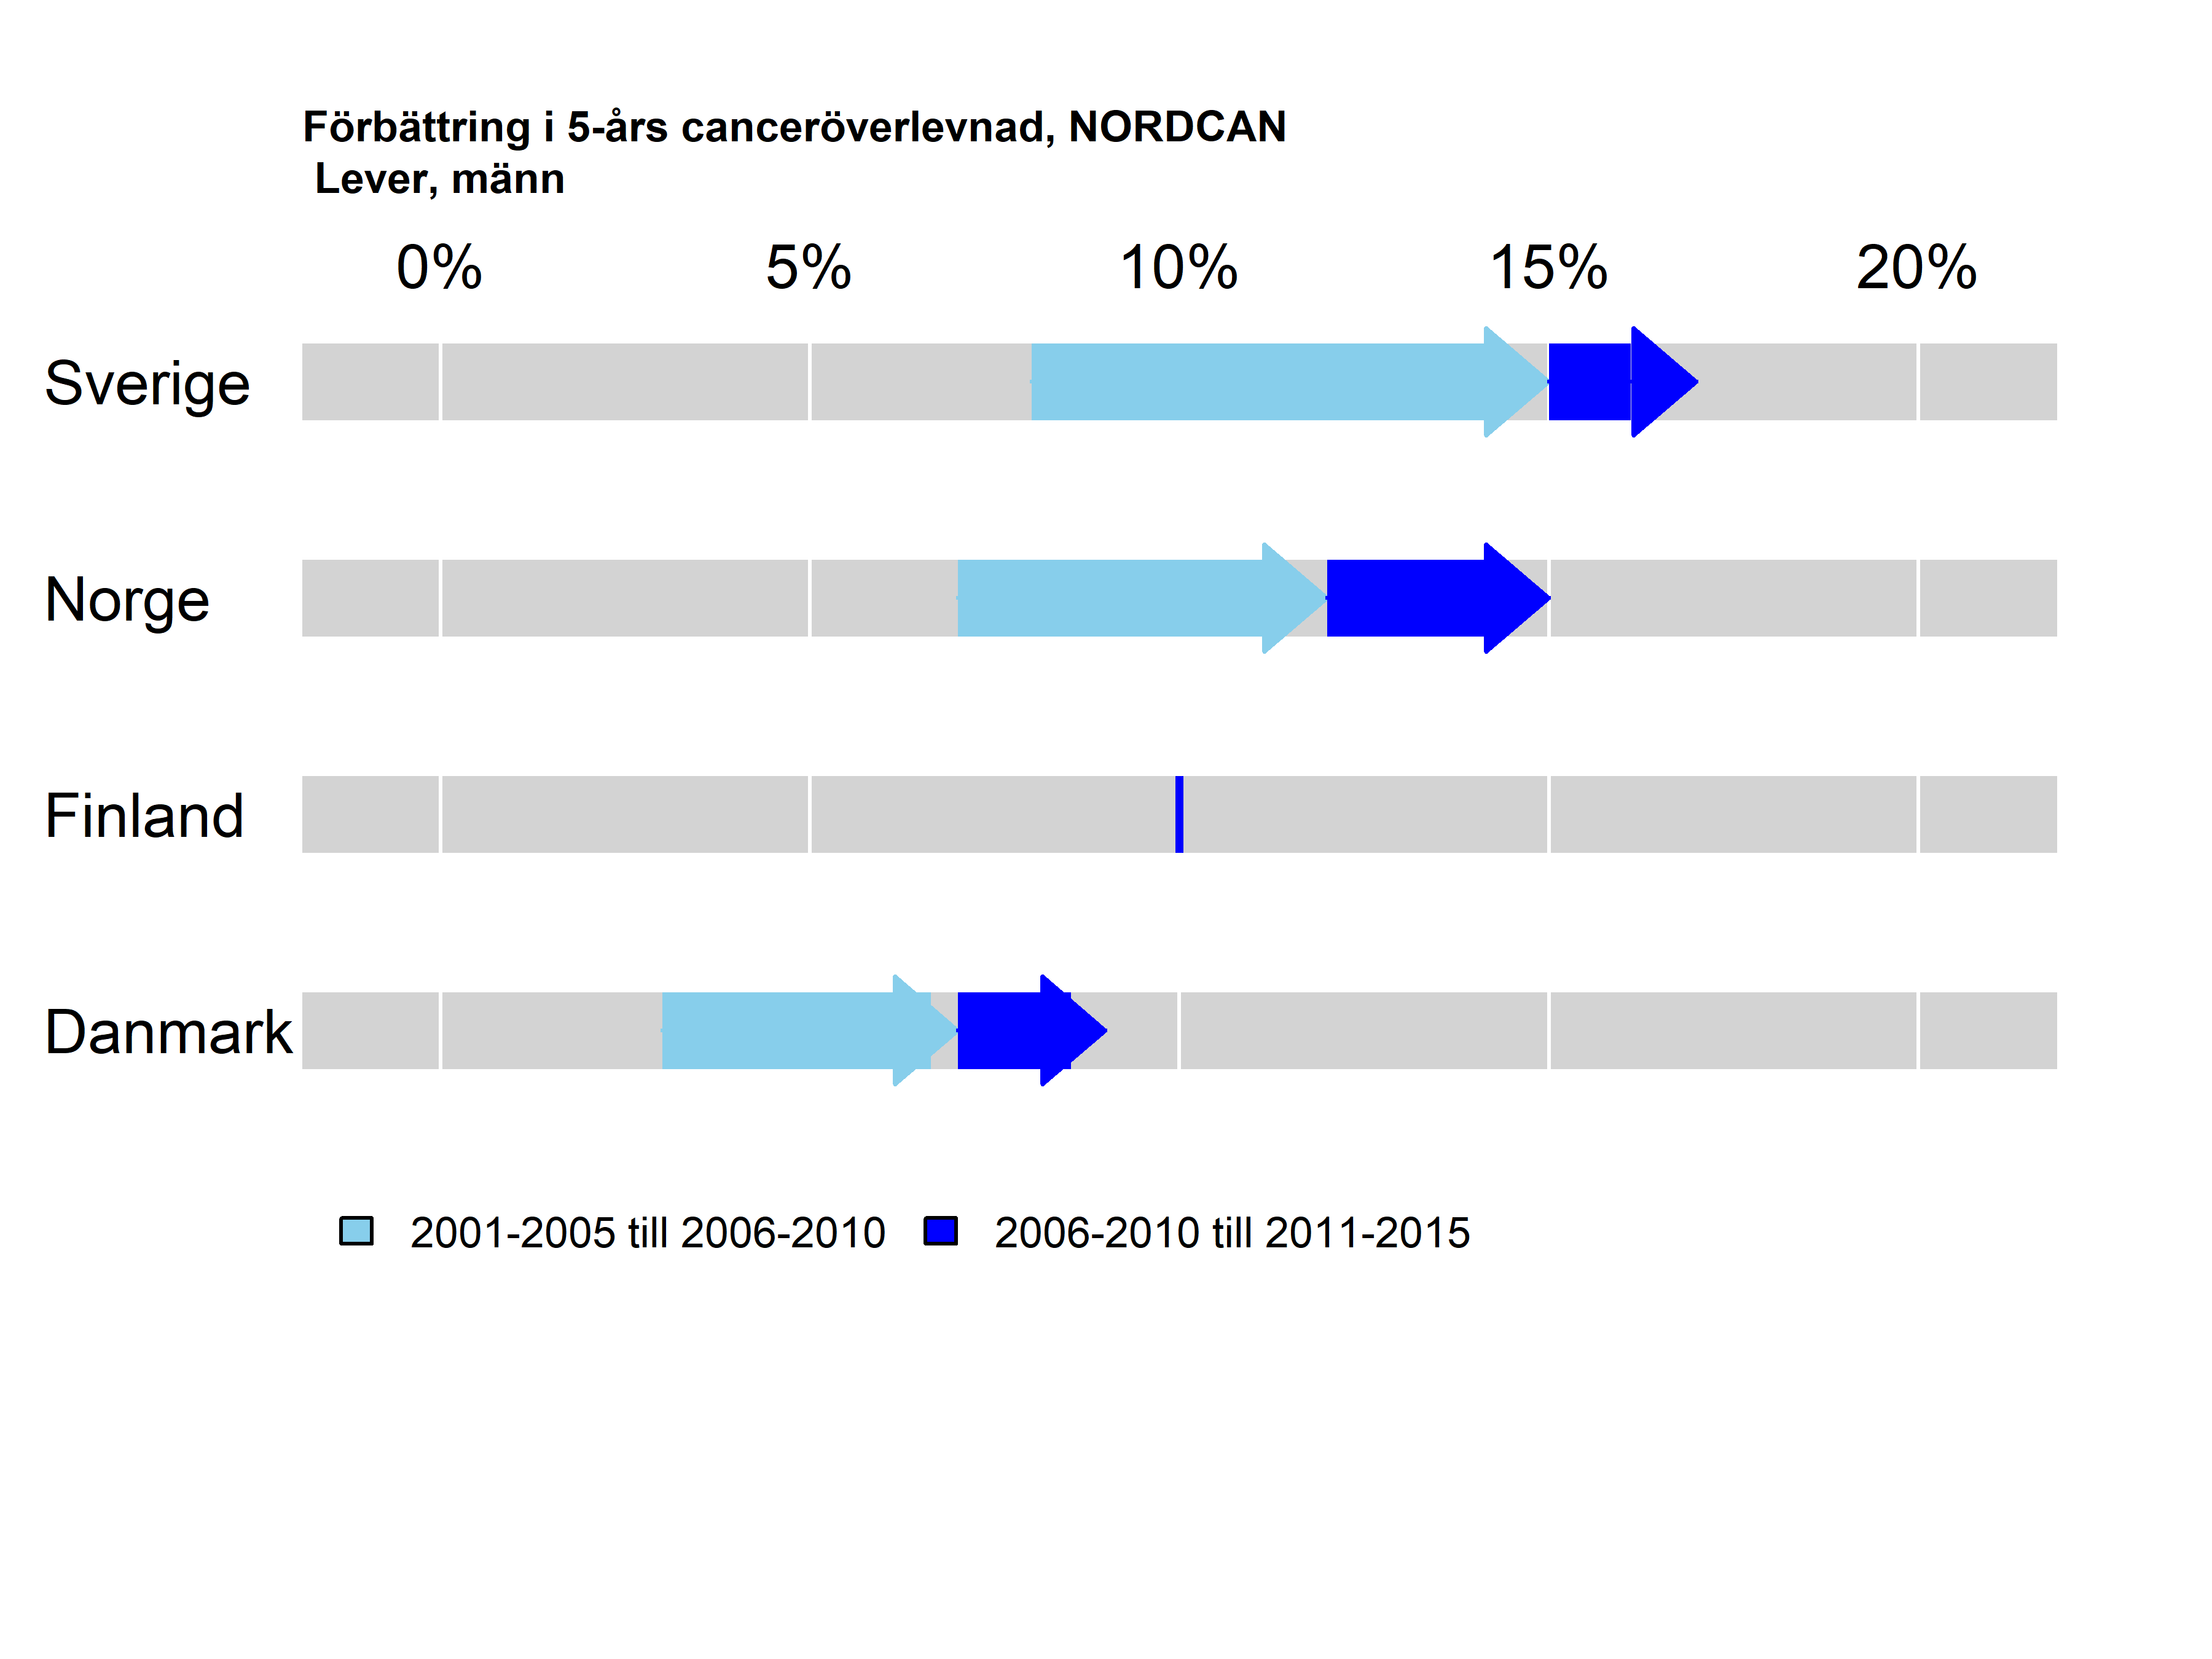 Förbättring i 5-års canceröverlevnad, NORDCAN
Lever, männ
0% 5% 10% 15% 20%
Sverige
Norge
Finland
Danmark
2001-2005 till 2006-2010 2006-2010 till 2011-2015